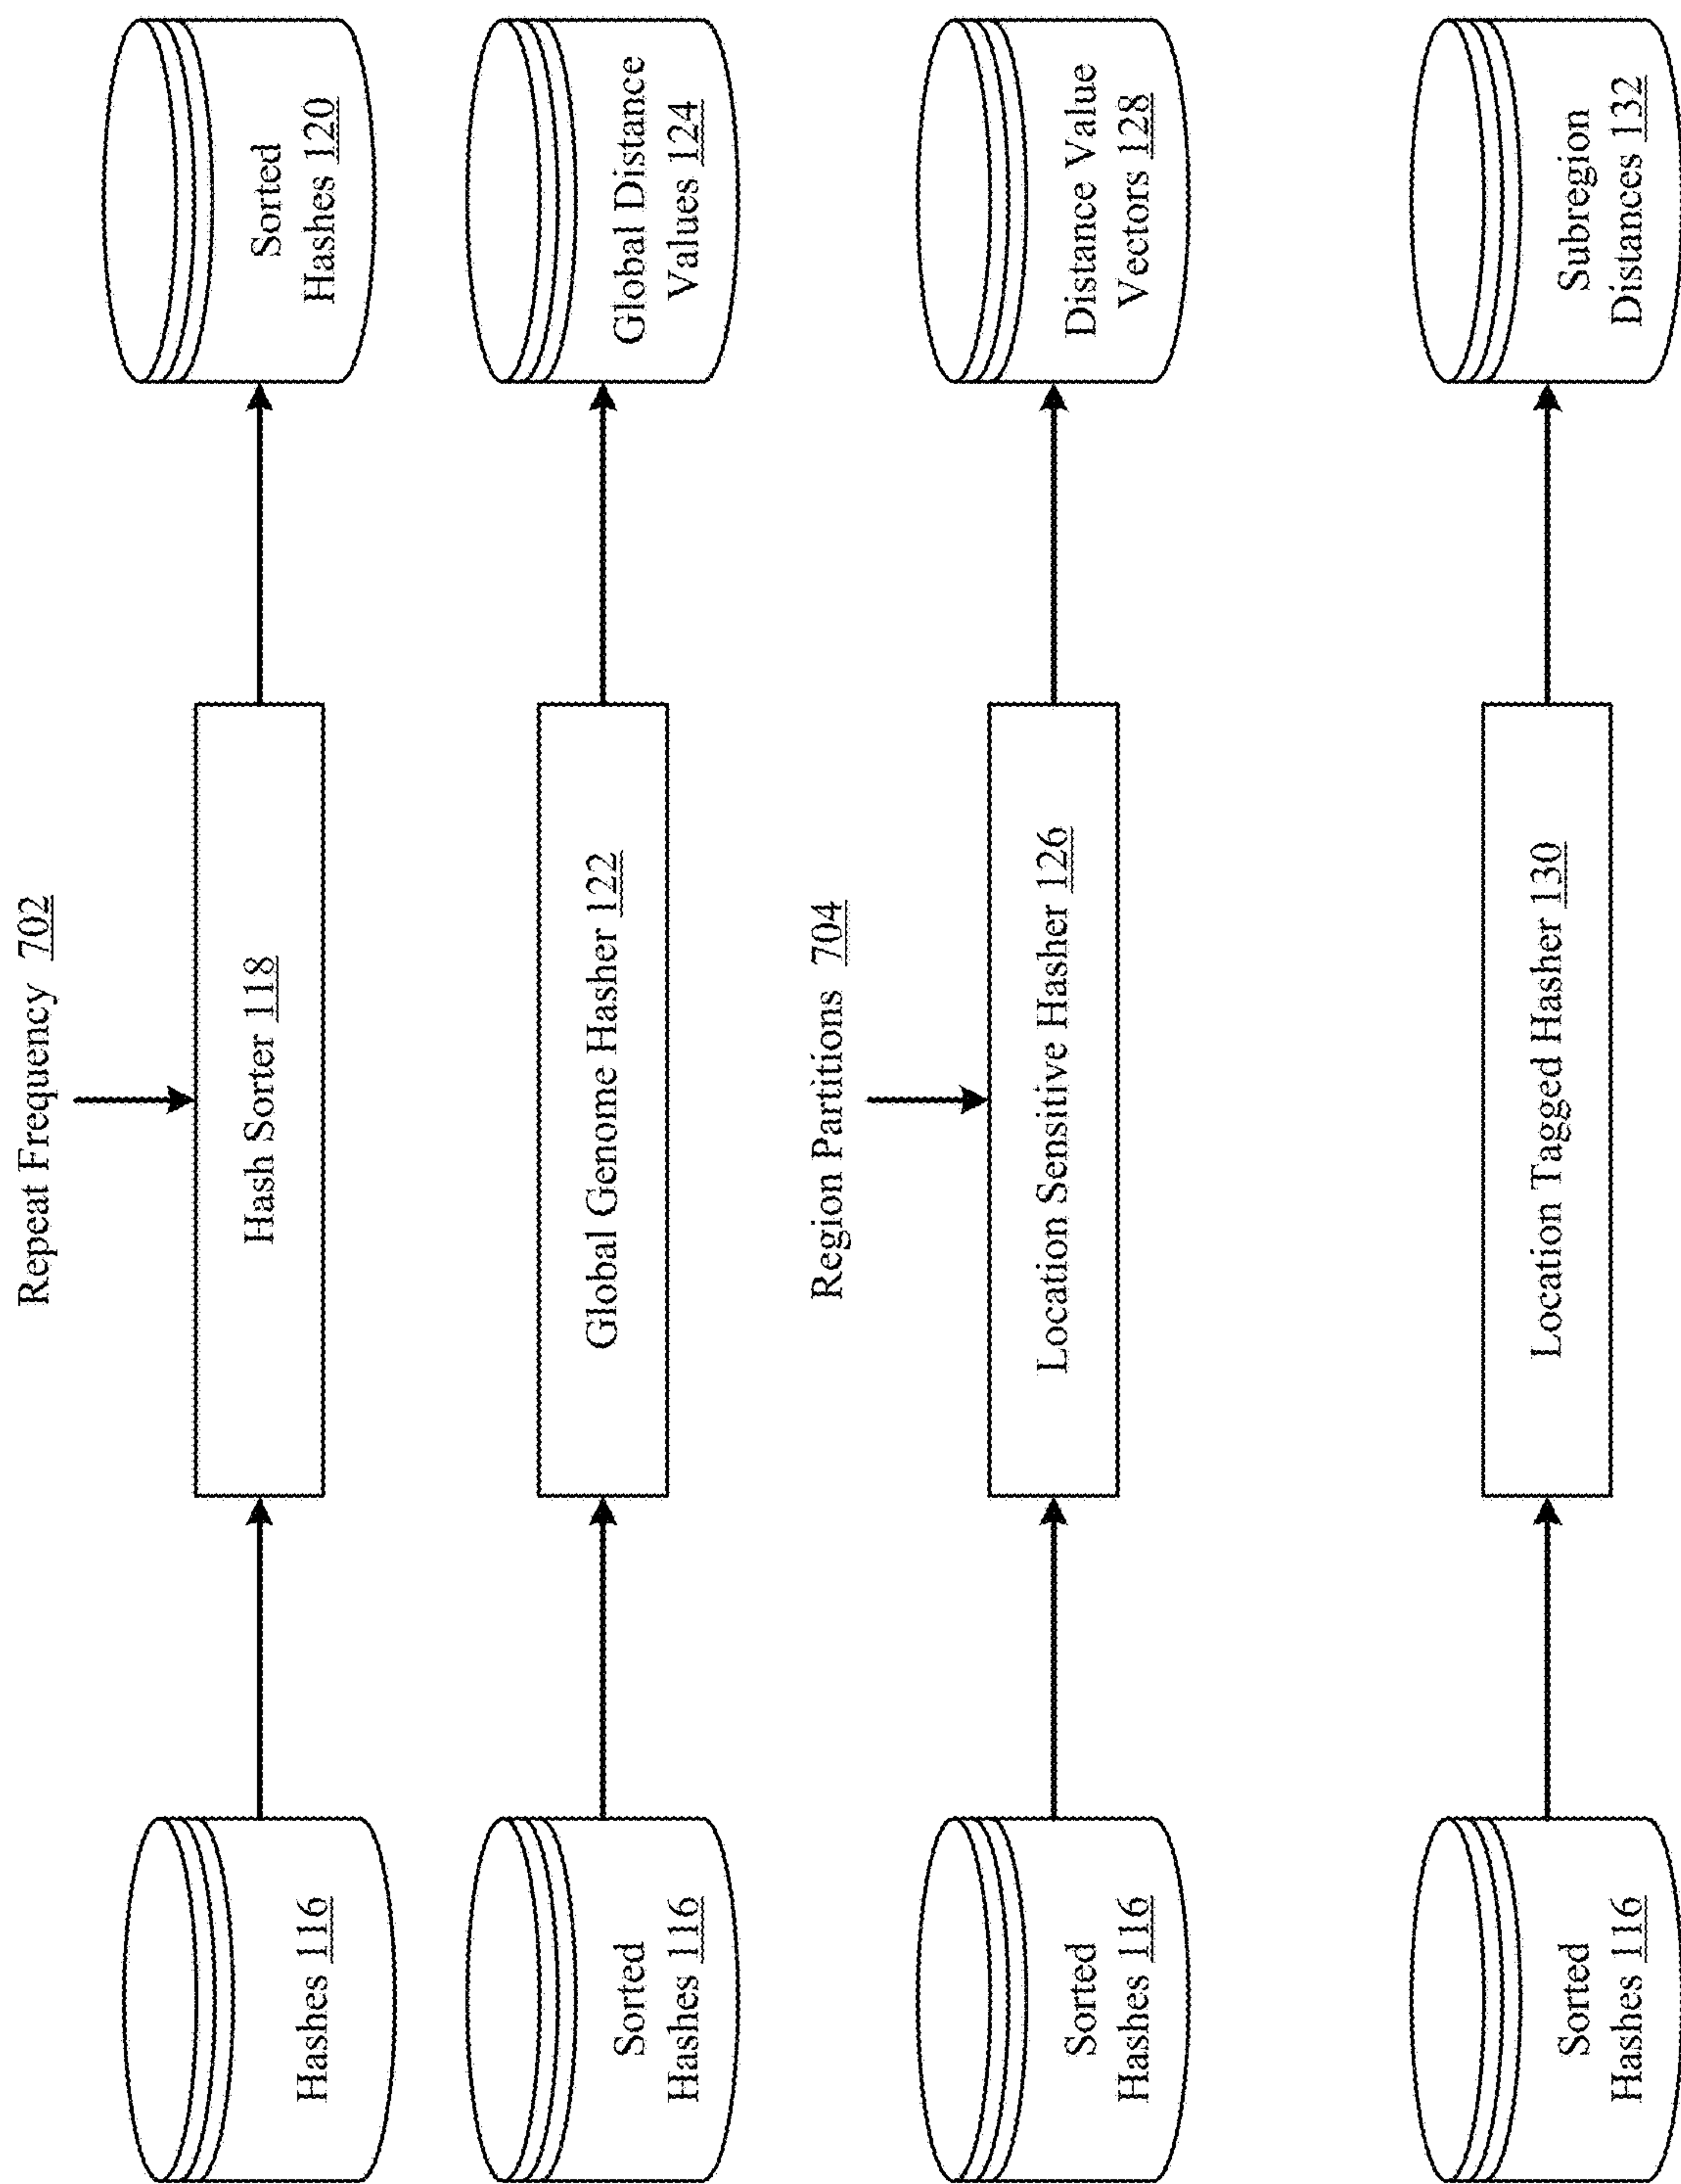 Repeat Frequency 702
Hashes 116
Hash Sorter 118
Sorted
Hashes 120
Sorted
Hashes 116
Global Genome Hasher 122
Global Distance
Values 124
Region Partitions 704
Sorted
Hashes 116
Location Sensitive Hasher 126
Distance Value
Vectors 128
Sorted
Hashes 116
Location Tagged Hasher 130
Subregion
Distances 132